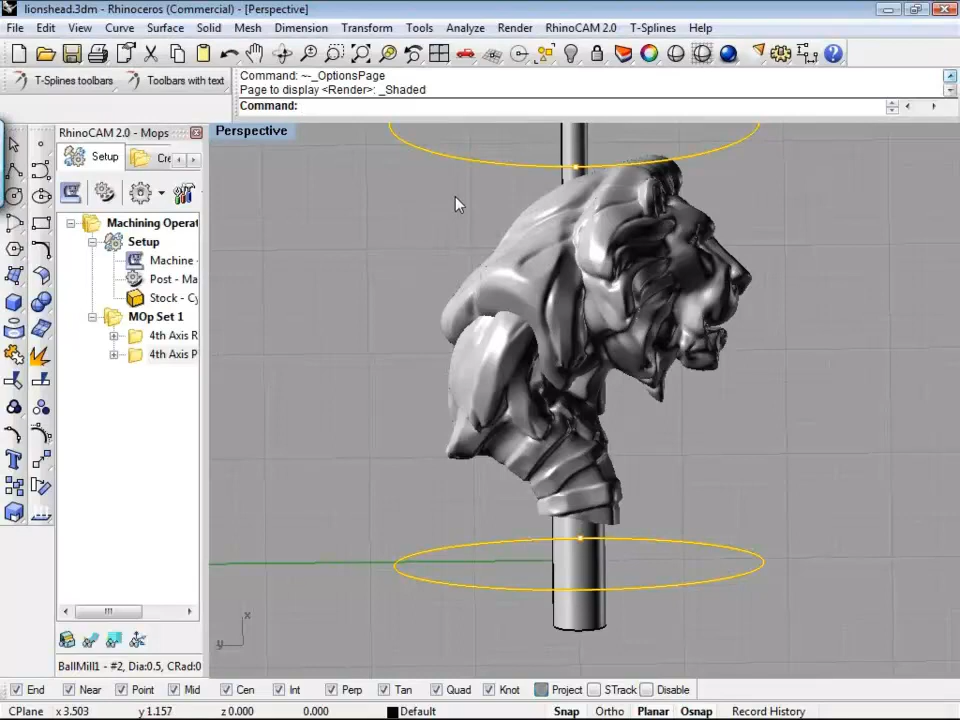 lionshead.3dm - Rhinoceros (Commercial) - [Perspective]
File Edit View Curve Surface Solid Mesh Dimension Transform Tools Analyze Render RhinoCAM 2.0 T-Splines Help
T-Splines toolbars Toolbars with text
Command: ~-_OptionsPage
Page to display <Render>: _Shaded
Command:
Perspective
RhinoCAM 2.0 - Mops
Setup Cre
Machining Operat
Setup
Machine -
Post - Ma
Stock - Cy
MOp Set 1
4th Axis R
4th Axis P
x
y
BallMill1 - #2, Dia:0.5, CRad:0
End Near Point Mid Cen Int Perp Tan Quad Knot Project STrack Disable
CPlane x 3.503 y 1.157 z 0.000 0.000 Default Snap Ortho Planar Osnap Record History